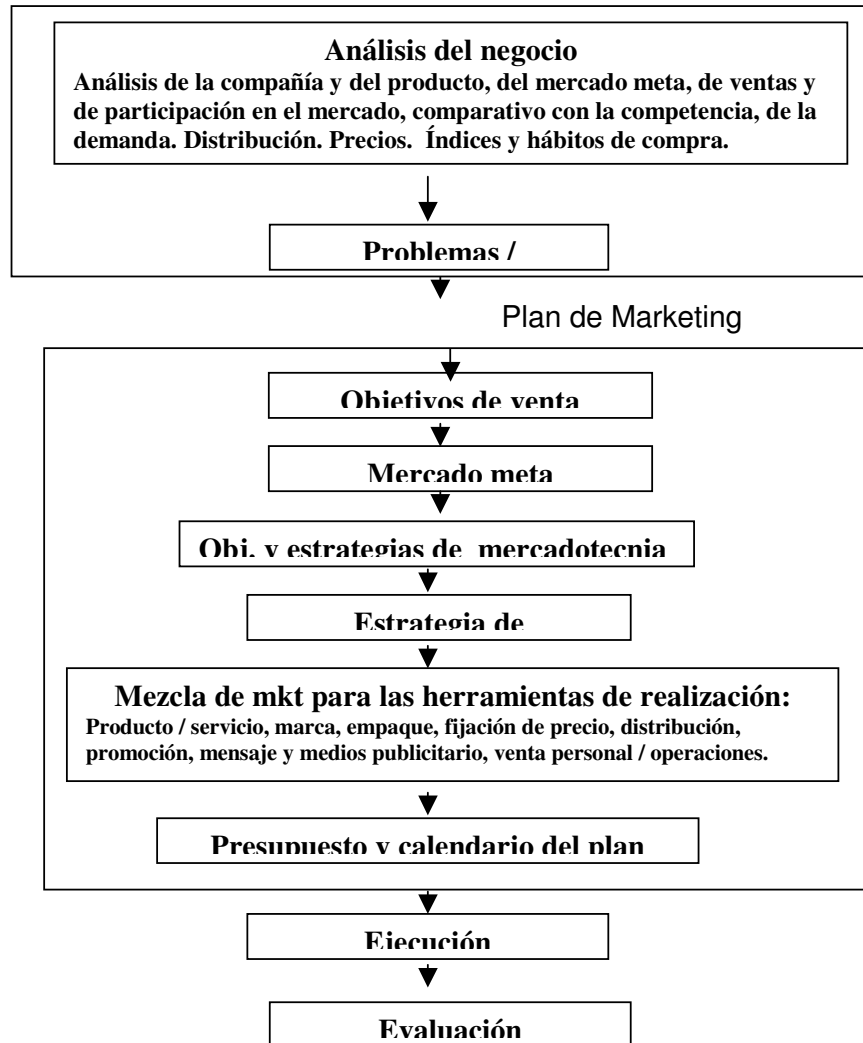 Análisis del negocio
Análisis de la compañía y del producto, del mercado meta, de ventas y
de participación en el mercado, comparativo con la competencia, de la
demanda. Distribución. Precios. Índices y hábitos de compra.
Problemas /
Plan de Marketing
Objetivos de venta
Mercado meta
Obj. y estrategias de mercadotecnia
Estrategia de
Mezcla de mkt para las herramientas de realización:
Producto / servicio, marca, empaque, fijación de precio, distribución,
promoción, mensaje y medios publicitario, venta personal / operaciones.
Presupuesto y calendario del plan
Ejecución
Evaluación